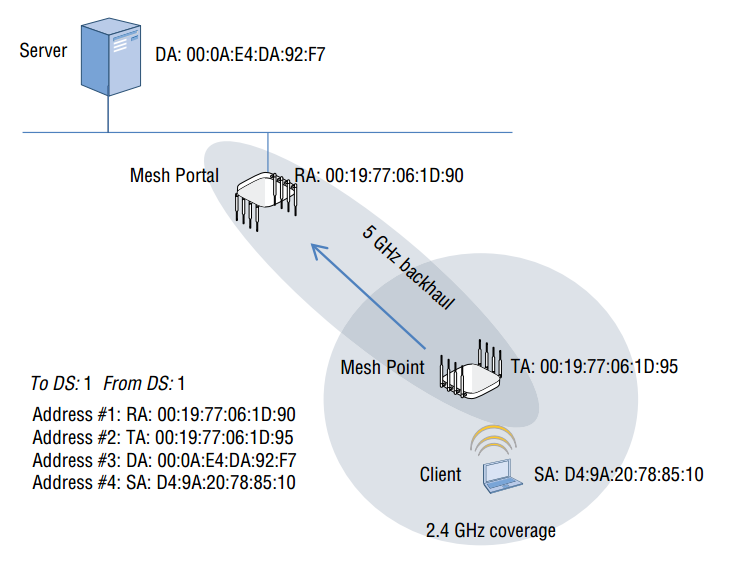 Server
DA: 00:0A:E4:DA:92:F7
Mesh Portal
RA: 00:19:77:06:1D:90
5 GHz backhaul
Mesh Point
TA: 00:19:77:06:1D:95
To DS: 1 From DS: 1
Address #1: RA: 00:19:77:06:1D:90
Address #2: TA: 00:19:77:06:1D:95
Address #3: DA: 00:0A:E4:DA:92:F7
Address #4: SA: D4:9A:20:78:85:10
Client
SA: D4:9A:20:78:85:10
2.4 GHz coverage